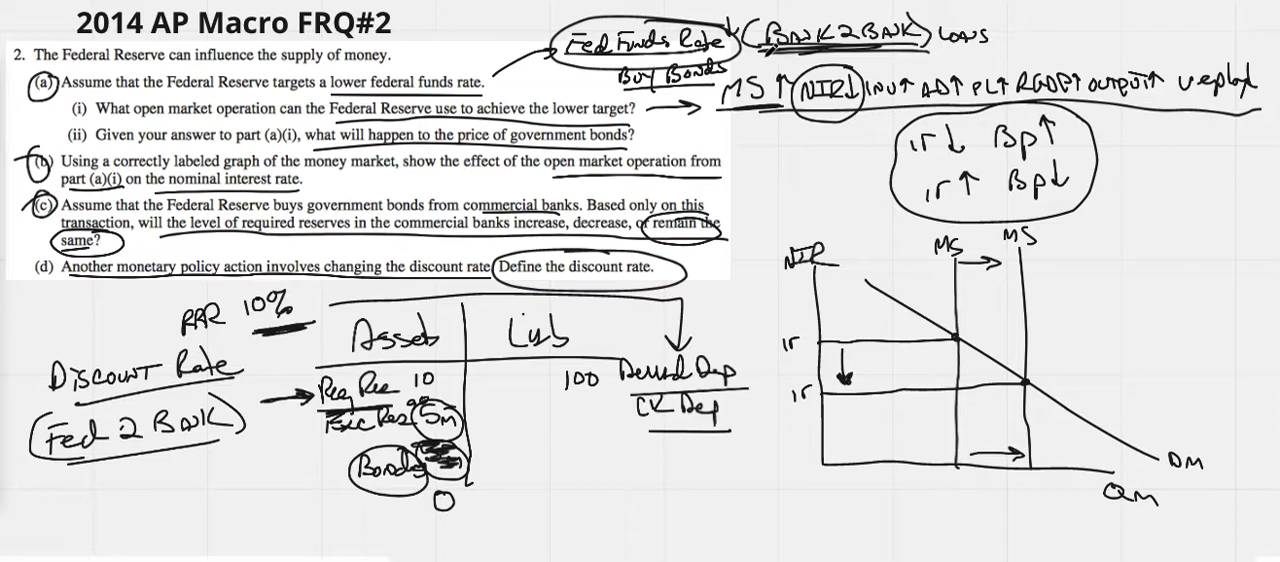 2014 AP Macro FRQ#2
Fed Funds Rate ↓ (BANK 2 BANK) LOANS
Buy Bonds
MS↑ NIR↓ INV↑ AD↑ PL↑ RGDP↑ OUTPUT↑
2. The Federal Reserve can influence the supply of money.
(a) Assume that the Federal Reserve targets a lower federal funds rate.
(i) What open market operation can the Federal Reserve use to achieve the lower target?
(ii) Given your answer to part (a)(i), what will happen to the price of government bonds?
(b) Using a correctly labeled graph of the money market, show the effect of the open market operation from
part (a)(i) on the nominal interest rate.
(c) Assume that the Federal Reserve buys government bonds from commercial banks. Based only on this
transaction, will the level of required reserves in the commercial banks increase, decrease, or remain the
same?
(d) Another monetary policy action involves changing the discount rate. Define the discount rate.
ir↓ Bp↑
ir↑ Bp↓
RRR 10%
Discount Rate
(Fed 2 Bank)
Assets Liab
Req Res 10
100 Demand Dep
Exc Res 5m
CK Dep
Bonds
0
NIR
MS → MS
ir
ir
DM
QM